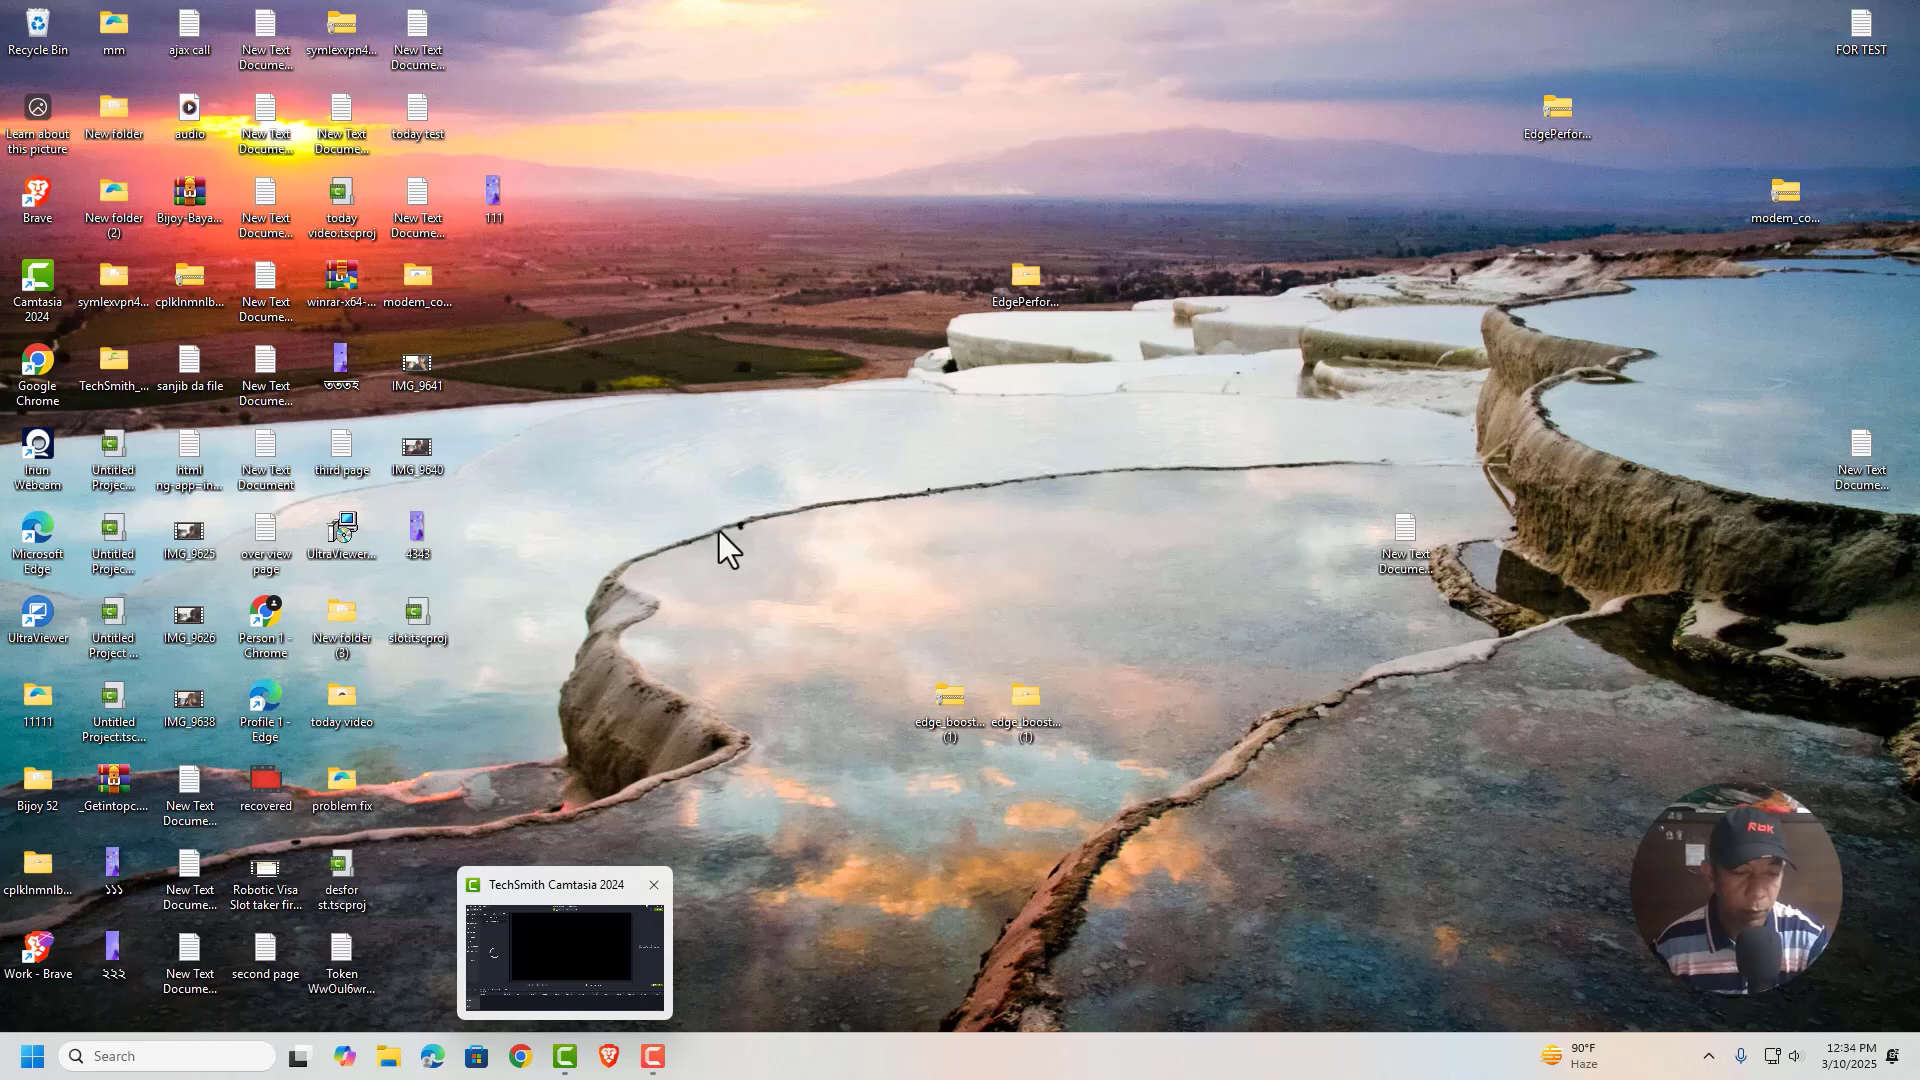 Recycle Bin
mm
ajax call
New Text
Docume...
symlexvpn4...
New Text
Docume...
FOR TEST
Learn about
this picture
New folder
audio
New Text
Docume...
New Text
Docume...
today test
EdgePerfor...
Brave
New folder
(2)
Bijoy-Baya...
New Text
Docume...
today
video.tscproj
New Text
Docume...
111
modem_co...
Camtasia
2024
symlexvpn4...
cplklnmnlb...
New Text
Docume...
winrar-x64-...
modem_co...
EdgePerfor...
Google
Chrome
TechSmith_...
sanjib da file
New Text
Docume...
তততহ
IMG_9641
Iriun
Webcam
Untitled
Projec...
html
ng-app=in...
New Text
Document
third page
IMG_9640
New Text
Docume...
Microsoft
Edge
Untitled
Projec...
IMG_9625
over view
page
UltraViewer...
4343
New Text
Docume...
UltraViewer
Untitled
Project ...
IMG_9626
Person 1 -
Chrome
New folder
(3)
slot.tscproj
11111
Untitled
Project.tsc...
IMG_9638
Profile 1 -
Edge
today video
edge_boost...
(1)
edge_boost...
(1)
Bijoy 52
_Getintopc....
New Text
Docume...
recovered
problem fix
Rbk
cplklnmnlb...
১১১
New Text
Docume...
Robotic Visa
Slot taker fir...
desfor
st.tscproj
TechSmith Camtasia 2024
Work - Brave
২২২
New Text
Docume...
second page
Token
WwOul6wr...
Search
90°F
Haze
12:34 PM
3/10/2025